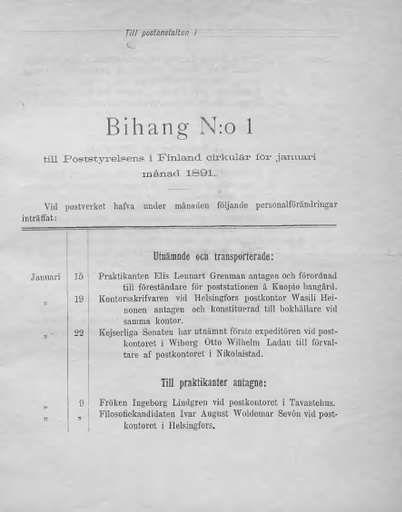 Till postanstalten i
Bihang N:o 1
till Poststyrelsens i Finland cirkulär för januari
månad 1891.
Vid postverket hafva under månaden följande personalförändringar
inträffat:
Utnämnde och transporterade:
Januari 15 Praktikanten Elis Lennart Grenman antagen och förordnad
till föreståndare för poststationen å Kuopio bangård.
„ 19 Kontorsskrifvaren vid Helsingfors postkontor Wasili Hei-
nonen antagen och konstituerad till bokhållare vid
samma kontor.
„ 22 Kejserliga Senaten har utnämnt förste expeditören vid post-
kontoret i Wiborg Otto Wilhelm Ladau till förval-
tare af postkontoret i Nikolaistad.
Till praktikanter antagne:
„ 9 Fröken Ingeborg Lindgren vid postkontoret i Tavastehus.
„ „ Filosofiekandidaten Ivar August Woldemar Sevón vid post-
kontoret i Helsingfors.